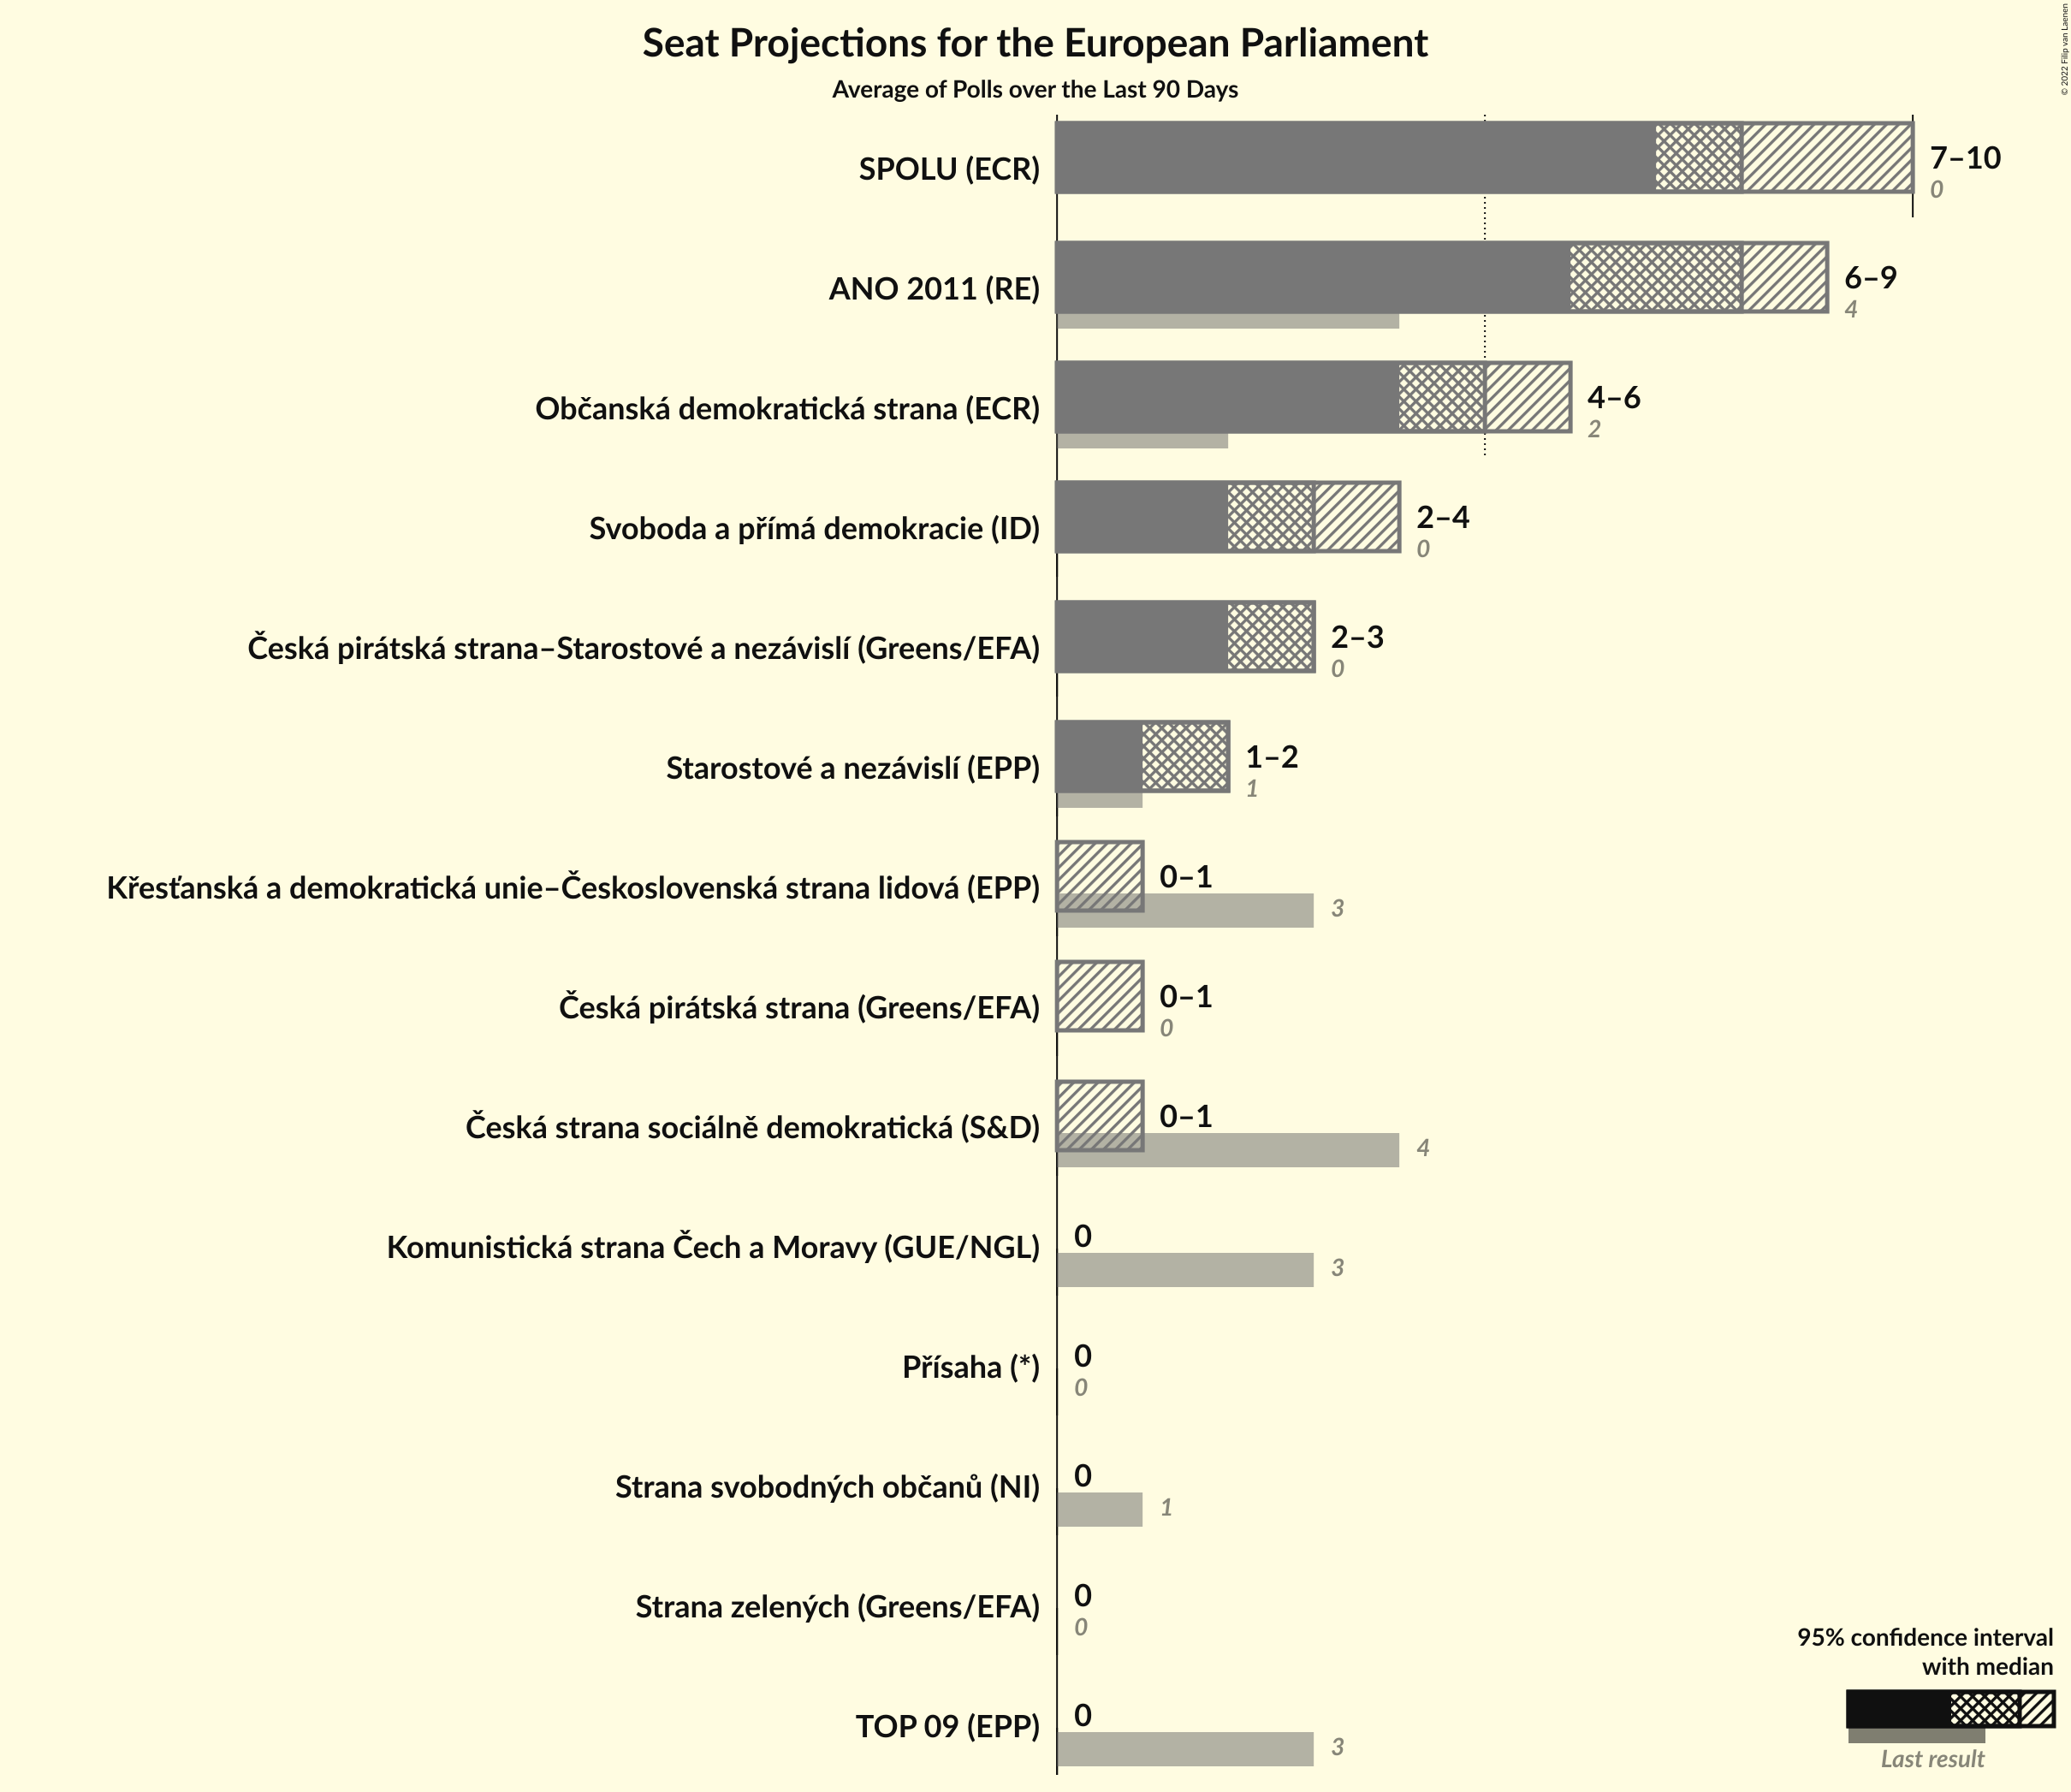 Seat Projections for the European Parliament
Average of Polls over the Last 90 Days
© 2022 Filip van Laenen
SPOLU (ECR)
7–10
0
ANO 2011 (RE)
6–9
4
Občanská demokratická strana (ECR)
4–6
2
Svoboda a přímá demokracie (ID)
2–4
0
Česká pirátská strana–Starostové a nezávislí (Greens/EFA)
2–3
0
Starostové a nezávislí (EPP)
1–2
1
Křesťanská a demokratická unie–Československá strana lidová (EPP)
0–1
3
Česká pirátská strana (Greens/EFA)
0–1
0
Česká strana sociálně demokratická (S&D)
0–1
4
Komunistická strana Čech a Moravy (GUE/NGL)
0
3
Přísaha (*)
0
0
Strana svobodných občanů (NI)
0
1
Strana zelených (Greens/EFA)
0
0
TOP 09 (EPP)
0
3
95% confidence interval
with median
Last result